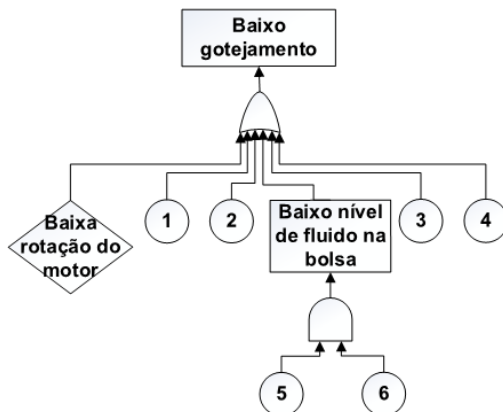 Baixo
gotejamento
Baixa
rotação do
motor
1
2
Baixo nível
de fluido na
bolsa
3
4
5
6